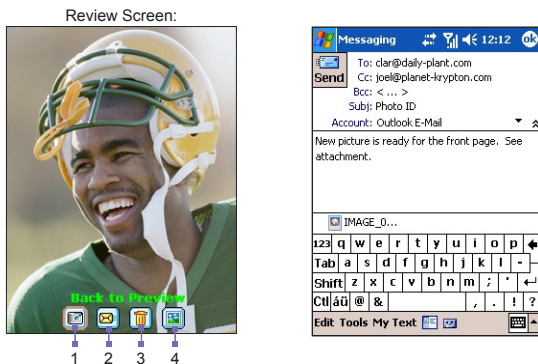 Review Screen:
Back to Preview
1 2 3 4
Messaging 12:12 ok
Send
To: clar@daily-plant.com
Cc: joel@planet-krypton.com
Bcc: < ... >
Subj: Photo ID
Account: Outlook E-Mail
New picture is ready for the front page. See
attachment.
IMAGE_0...
123 q w e r t y u i o p
Tab a s d f g h j k l - -
Shift z x c v b n m ; '
Ctl áü @ & , . ! ?
Edit Tools My Text